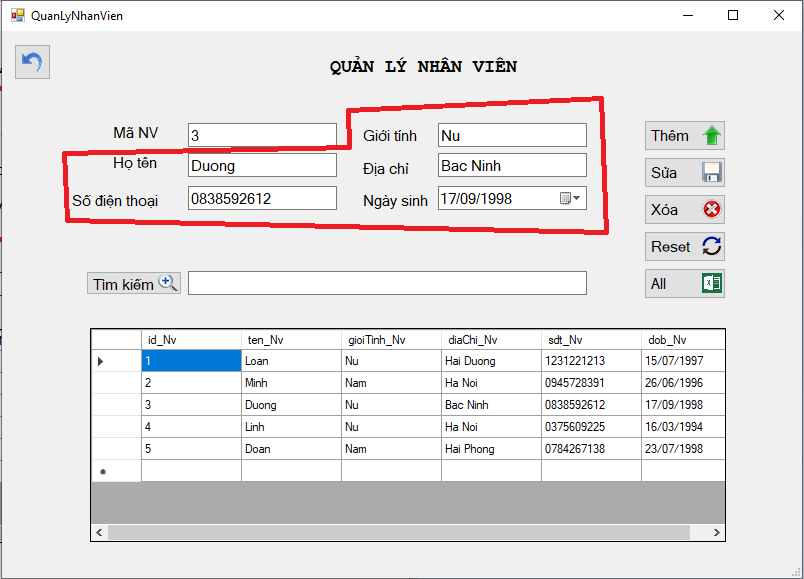 QuanLyNhanVien
QUẢN LÝ NHÂN VIÊN
Mã NV 3 Giới tính Nu Thêm
Họ tên Duong Địa chỉ Bac Ninh Sửa
Số điện thoại 0838592612 Ngày sinh 17/09/1998 Xóa
Reset
Tìm kiếm All
id_Nv ten_Nv gioiTinh_Nv diaChi_Nv sdt_Nv dob_Nv
1 Loan Nu Hai Duong 1231221213 15/07/1997
2 Minh Nam Ha Noi 0945728391 26/06/1996
3 Duong Nu Bac Ninh 0838592612 17/09/1998
4 Linh Nu Ha Noi 0375609225 16/03/1994
5 Doan Nam Hai Phong 0784267138 23/07/1998